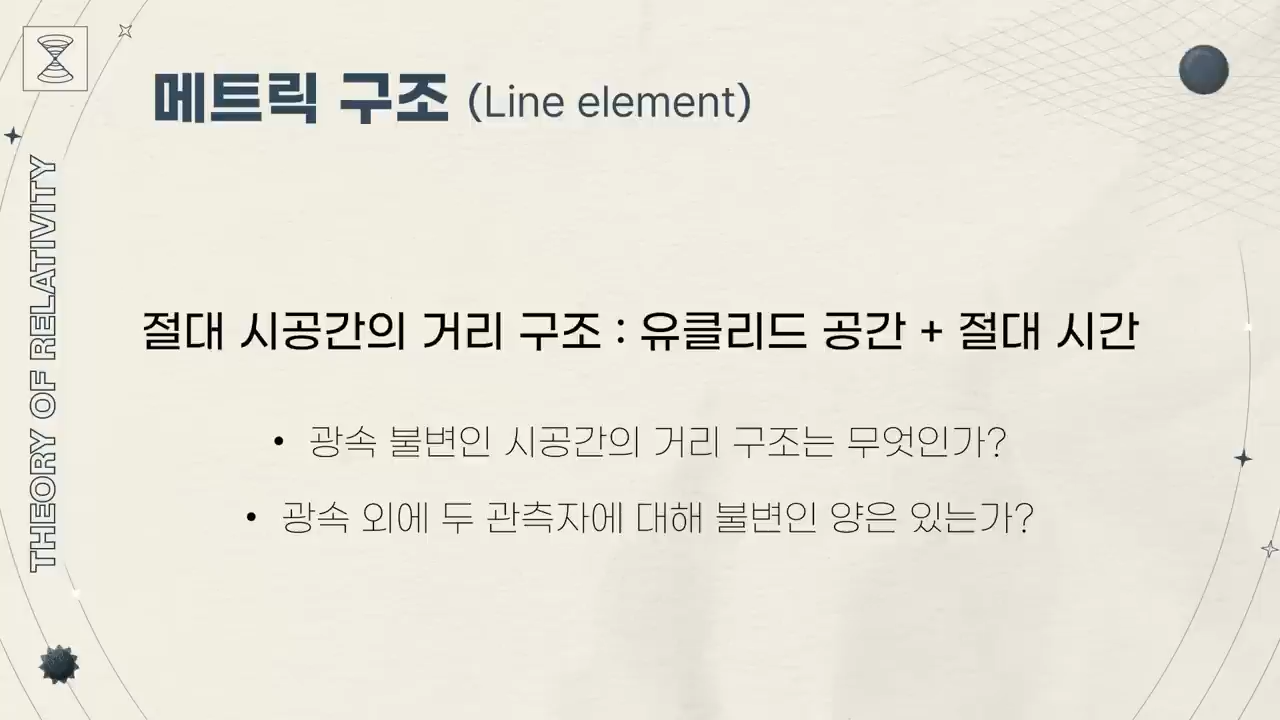 메트릭 구조 (Line element)
THEORY OF RELATIVITY
절대 시공간의 거리 구조 : 유클리드 공간 + 절대 시간
• 광속 불변인 시공간의 거리 구조는 무엇인가?
• 광속 외에 두 관측자에 대해 불변인 양은 있는가?